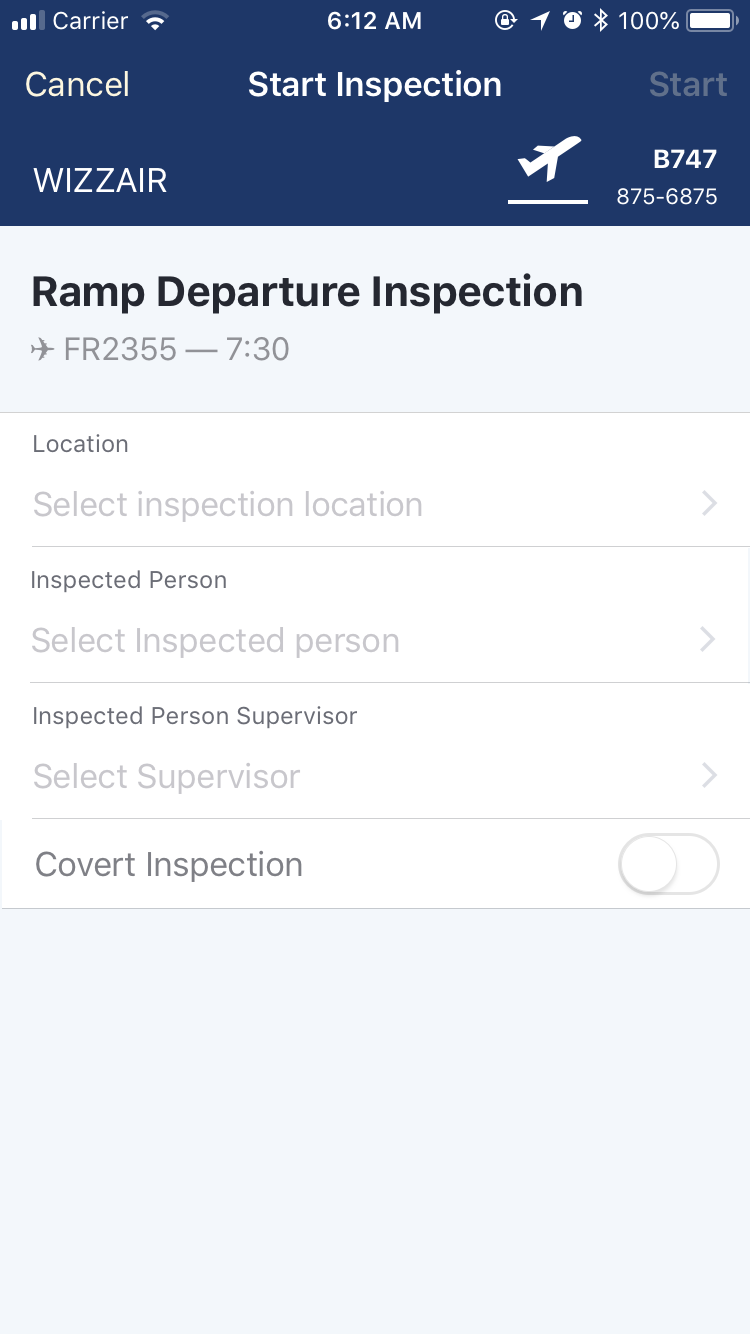 Carrier 6:12 AM 100%
Cancel Start Inspection Start
WIZZAIR B747
875-6875
Ramp Departure Inspection
✈ FR2355 — 7:30
Location
Select inspection location
Inspected Person
Select Inspected person
Inspected Person Supervisor
Select Supervisor
Covert Inspection